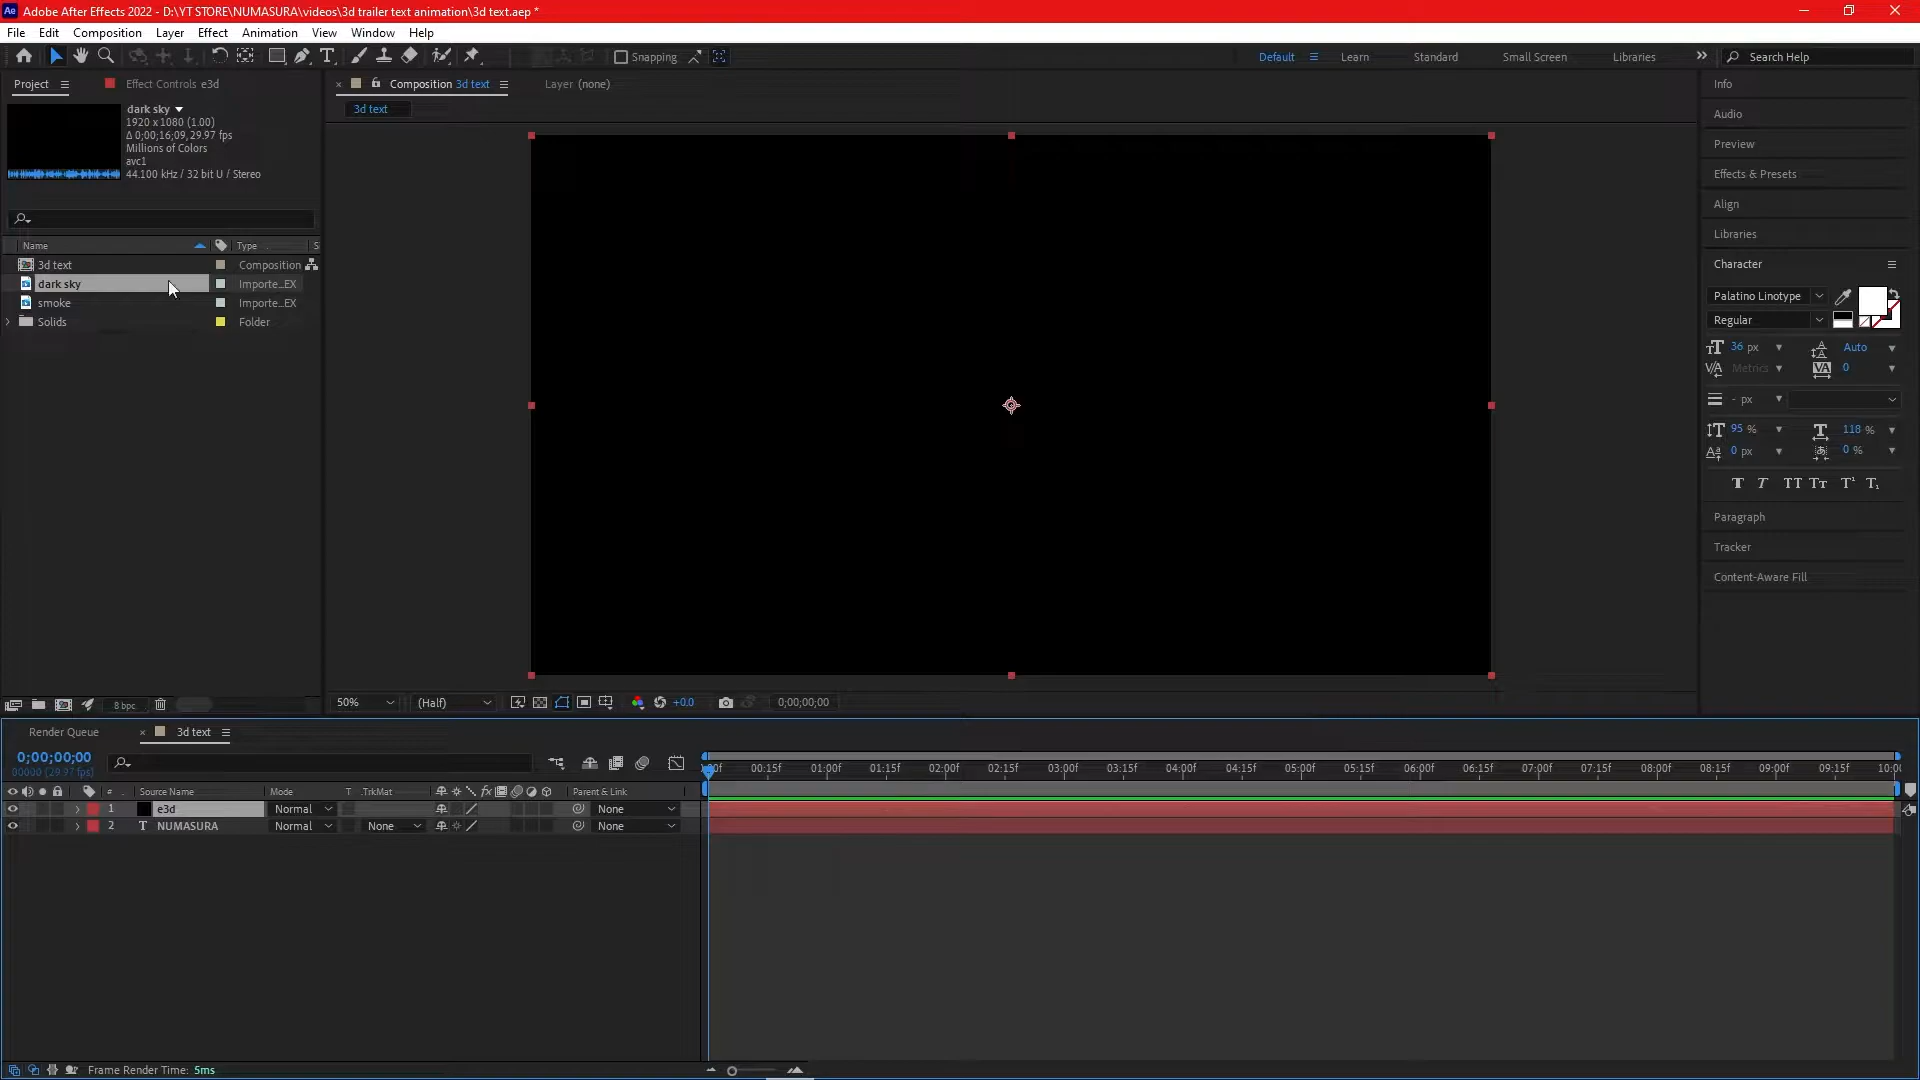 Ae Adobe After Effects 2022 - D:\YT STORE\NUMASURA\videos\3d trailer text animation\3d text.aep *
File Edit Composition Layer Effect Animation View Window Help
Snapping Default Learn Standard Small Screen Libraries Search Help
Project Effect Controls e3d
dark sky
1920 x 1080 (1.00)
Δ 0;00;16;09, 29.97 fps
Millions of Colors
avc1
44.100 kHz / 32 bit U / Stereo
Name Type S
3d text Composition
dark sky Importe...EX
smoke Importe...EX
Solids Folder
8 bpc
Composition 3d text Layer (none)
3d text
50% (Half) +0.0 0;00;00;00
Info
Audio
Preview
Effects & Presets
Align
Libraries
Character
Palatino Linotype
Regular
36 px Auto
Metrics 0
- px
95 % 118 %
0 px 0 %
Paragraph
Tracker
Content-Aware Fill
Render Queue 3d text
0;00;00;00
00000 (29.97 fps)
00:15f 01:00f 01:15f 02:00f 02:15f 03:00f 03:15f 04:00f 04:15f 05:00f 05:15f 06:00f 06:15f 07:00f 07:15f 08:00f 08:15f 09:00f 09:15f
# Source Name Mode T .TrkMat Parent & Link
1 e3d Normal None
2 T NUMASURA Normal None None
Frame Render Time: 5ms